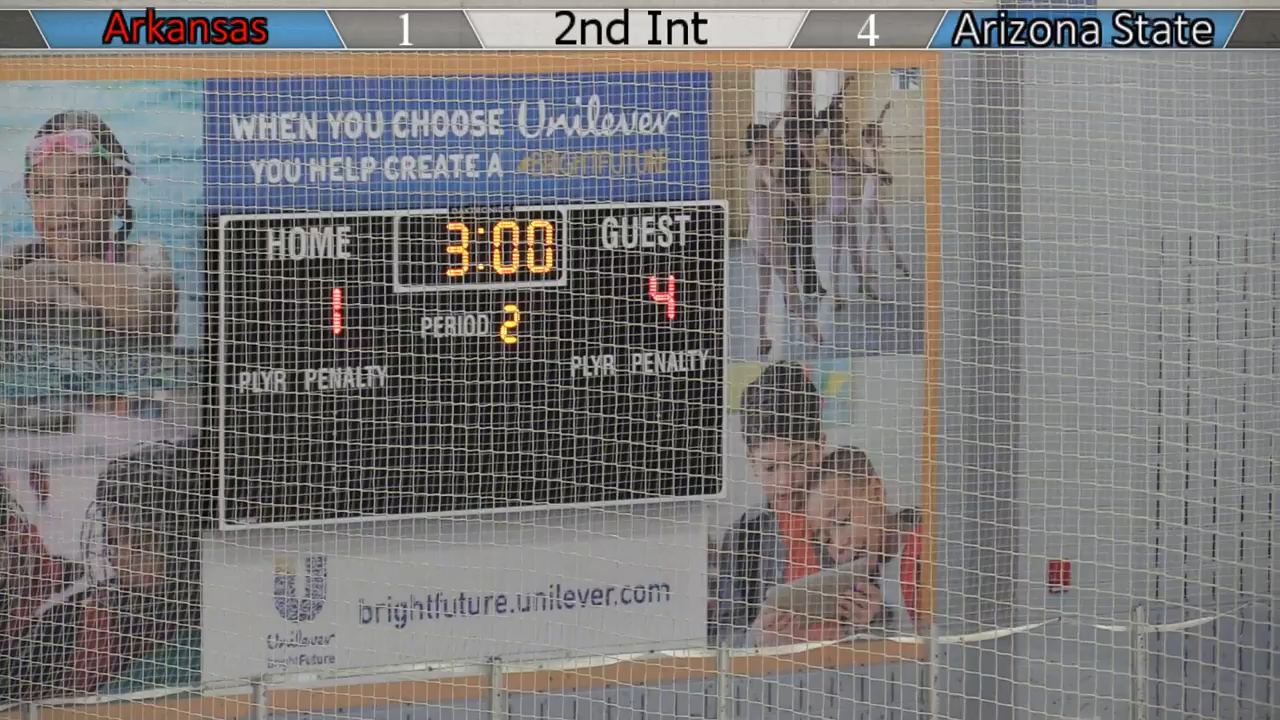 Arkansas 1 2nd Int 4 Arizona State
WHEN YOU CHOOSE Unilever
YOU HELP CREATE A #BRIGHTFUTURE
HOME 3:00 GUEST
1 PERIOD 2 4
PLYR PENALTY PLYR PENALTY
brightfuture.unilever.com
Unilever
BrightFuture